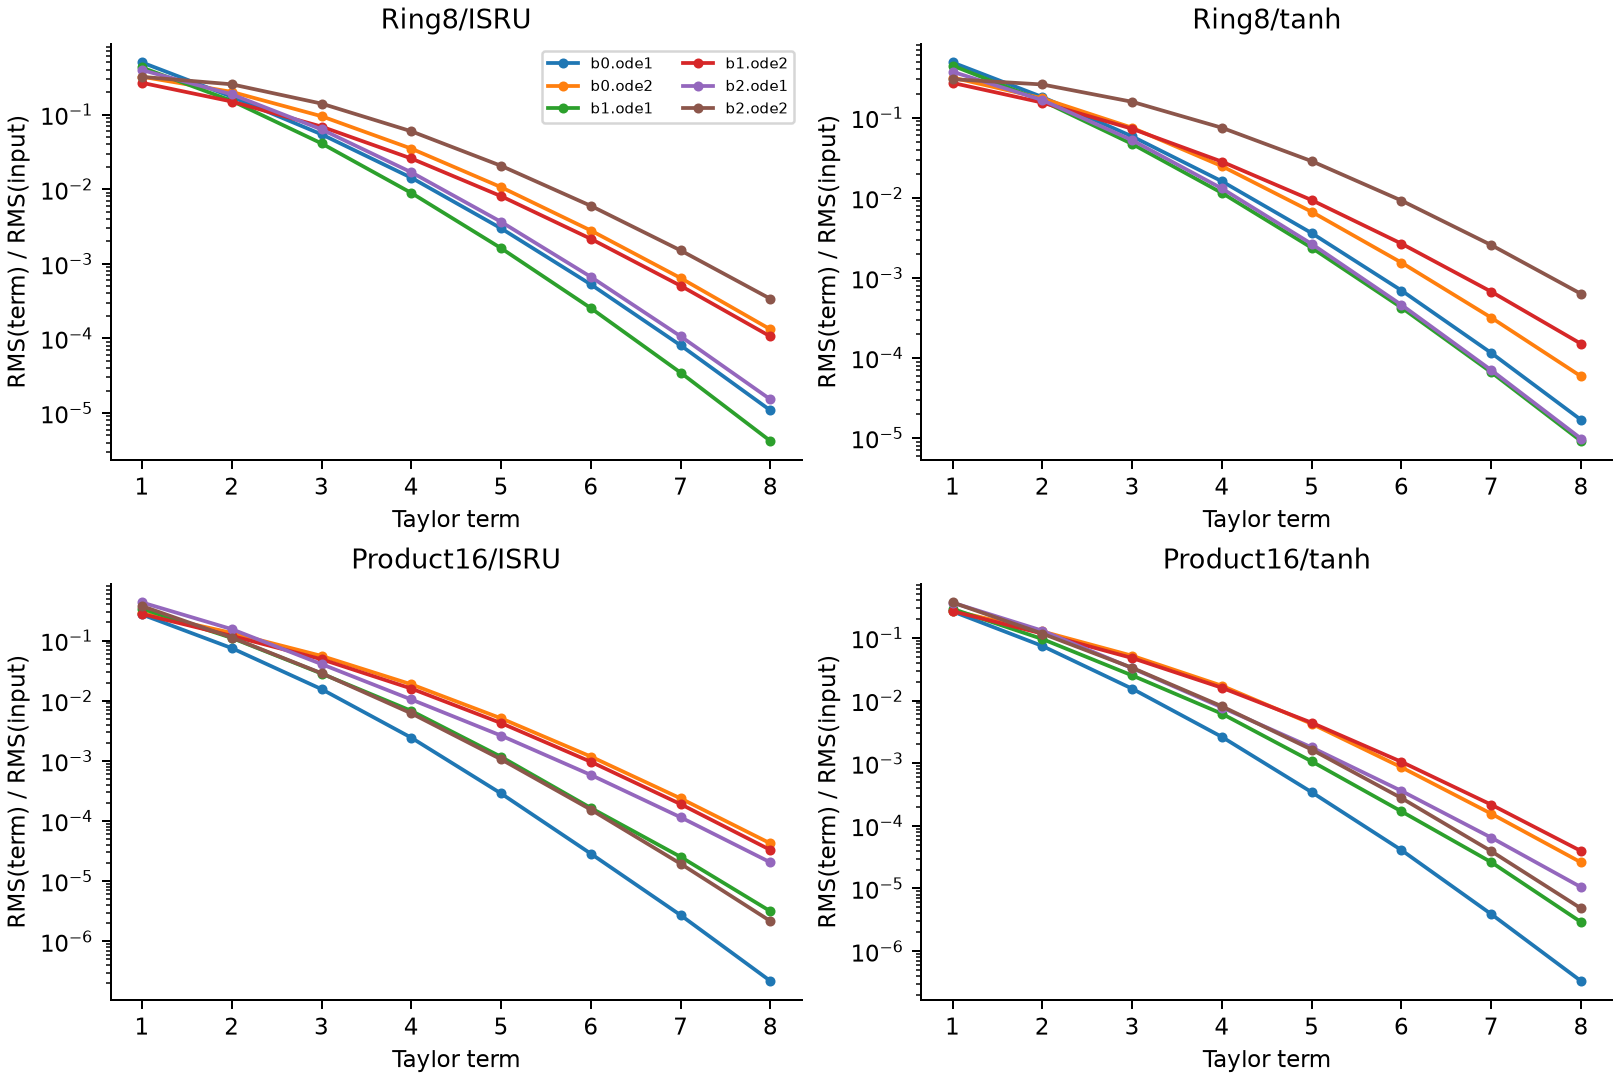 Ring8/ISRU
RMS(term) / RMS(input)
10⁻¹
10⁻²
10⁻³
10⁻⁴
10⁻⁵
b0.ode1
b0.ode2
b1.ode1
b1.ode2
b2.ode1
b2.ode2
1 2 3 4 5 6 7 8
Taylor term
Ring8/tanh
RMS(term) / RMS(input)
10⁻¹
10⁻²
10⁻³
10⁻⁴
10⁻⁵
1 2 3 4 5 6 7 8
Taylor term
Product16/ISRU
RMS(term) / RMS(input)
10⁻¹
10⁻²
10⁻³
10⁻⁴
10⁻⁵
10⁻⁶
1 2 3 4 5 6 7 8
Taylor term
Product16/tanh
RMS(term) / RMS(input)
10⁻¹
10⁻²
10⁻³
10⁻⁴
10⁻⁵
10⁻⁶
1 2 3 4 5 6 7 8
Taylor term